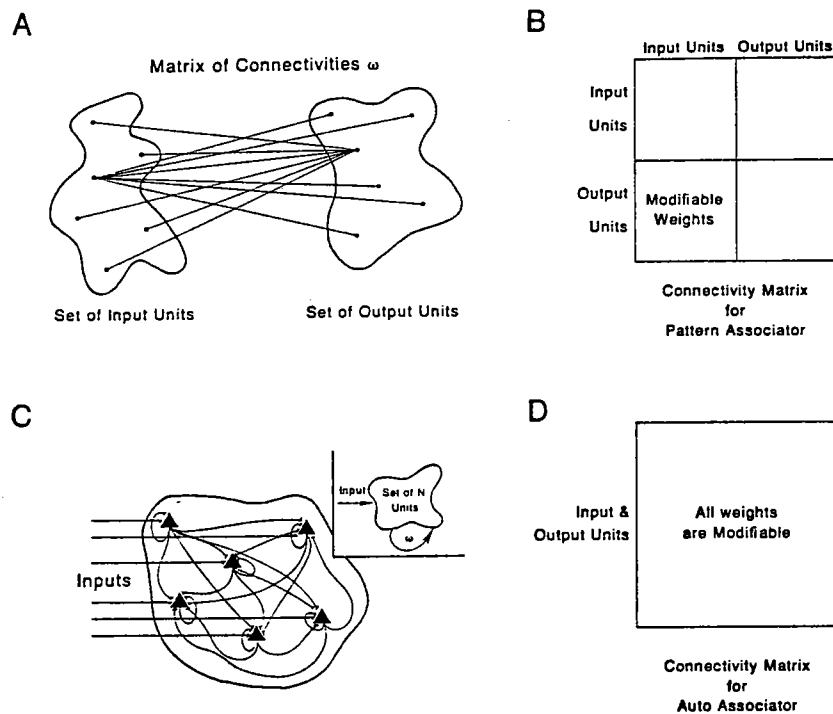 A
Matrix of Connectivities ω
Set of Input Units
Set of Output Units
B
Input Units Output Units
Input
Units
Output
Units
Modifiable
Weights
Connectivity Matrix
for
Pattern Associator
C
Inputs
Input
Set of N
Units
ω
D
Input &
Output Units
All weights
are Modifiable
Connectivity Matrix
for
Auto Associator